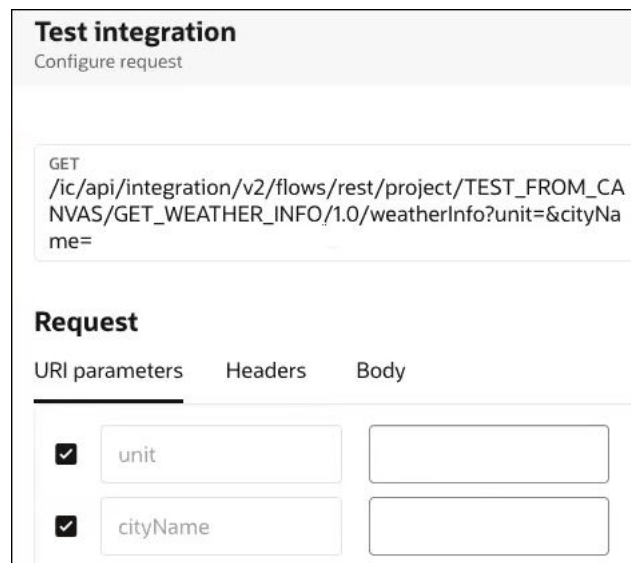 Test integration
Configure request
GET
/ic/api/integration/v2/flows/rest/project/TEST_FROM_CA
NVAS/GET_WEATHER_INFO/1.0/weatherInfo?unit=&cityNa
me=
Request
URI parameters Headers Body
unit
cityName